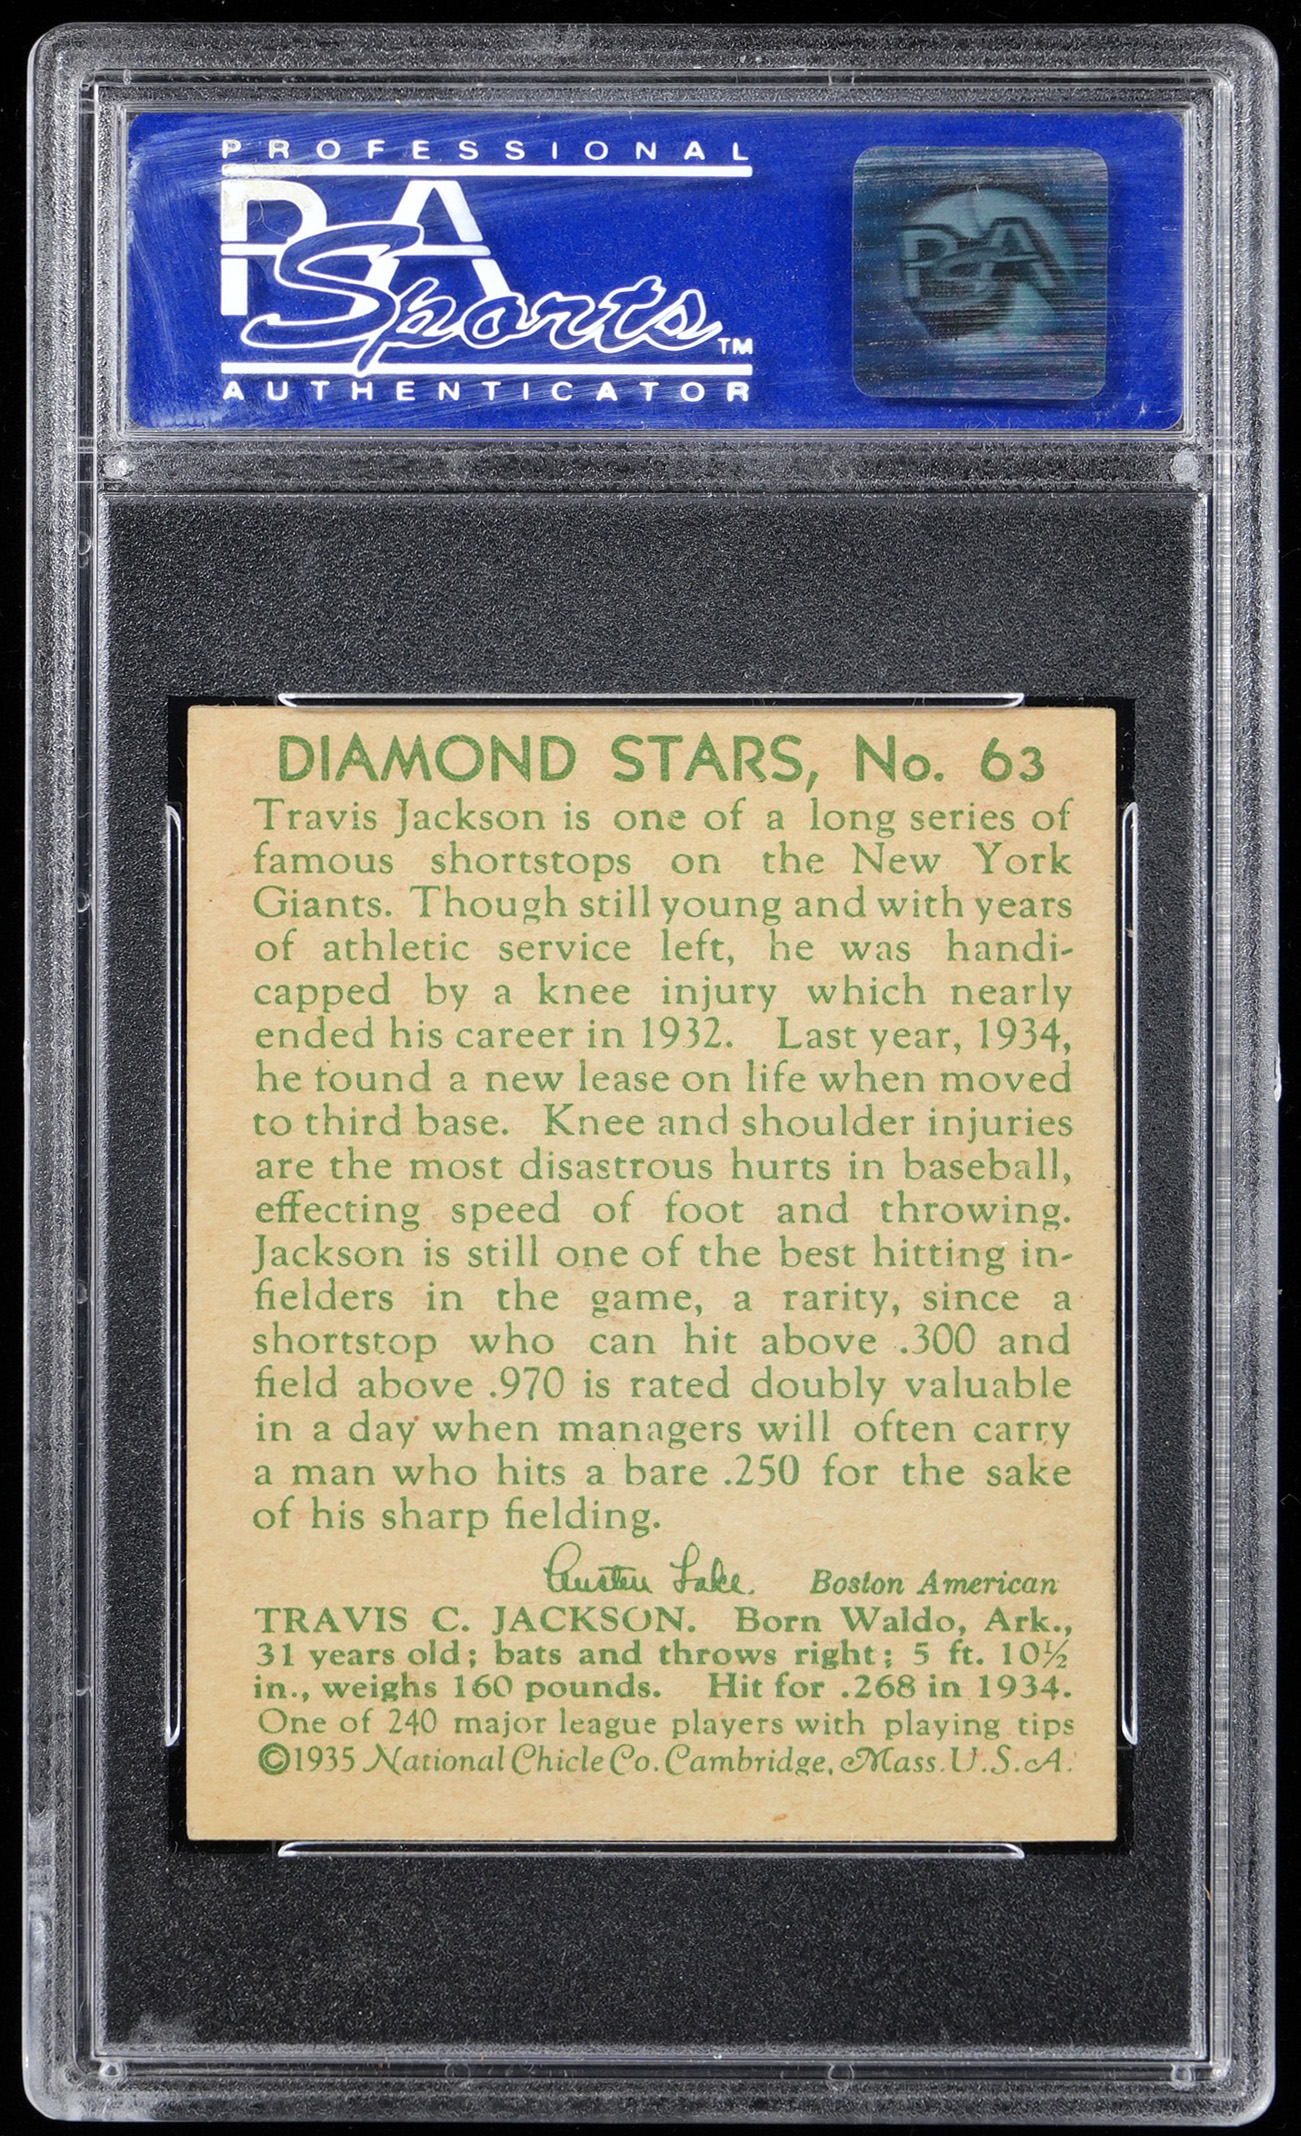 PROFESSIONAL
PSA
Sports™
AUTHENTICATOR
PSA
DIAMOND STARS, No. 63
Travis Jackson is one of a long series of
famous shortstops on the New York
Giants. Though still young and with years
of athletic service left, he was handi-
capped by a knee injury which nearly
ended his career in 1932. Last year, 1934,
he found a new lease on life when moved
to third base. Knee and shoulder injuries
are the most disastrous hurts in baseball,
effecting speed of foot and throwing.
Jackson is still one of the best hitting in-
fielders in the game, a rarity, since a
shortstop who can hit above .300 and
field above .970 is rated doubly valuable
in a day when managers will often carry
a man who hits a bare .250 for the sake
of his sharp fielding.
Austen Lake. Boston American
TRAVIS C. JACKSON. Born Waldo, Ark.,
31 years old; bats and throws right; 5 ft. 10½
in., weighs 160 pounds. Hit for .268 in 1934.
One of 240 major league players with playing tips
©1935 National Chicle Co. Cambridge, Mass. U.S.A.